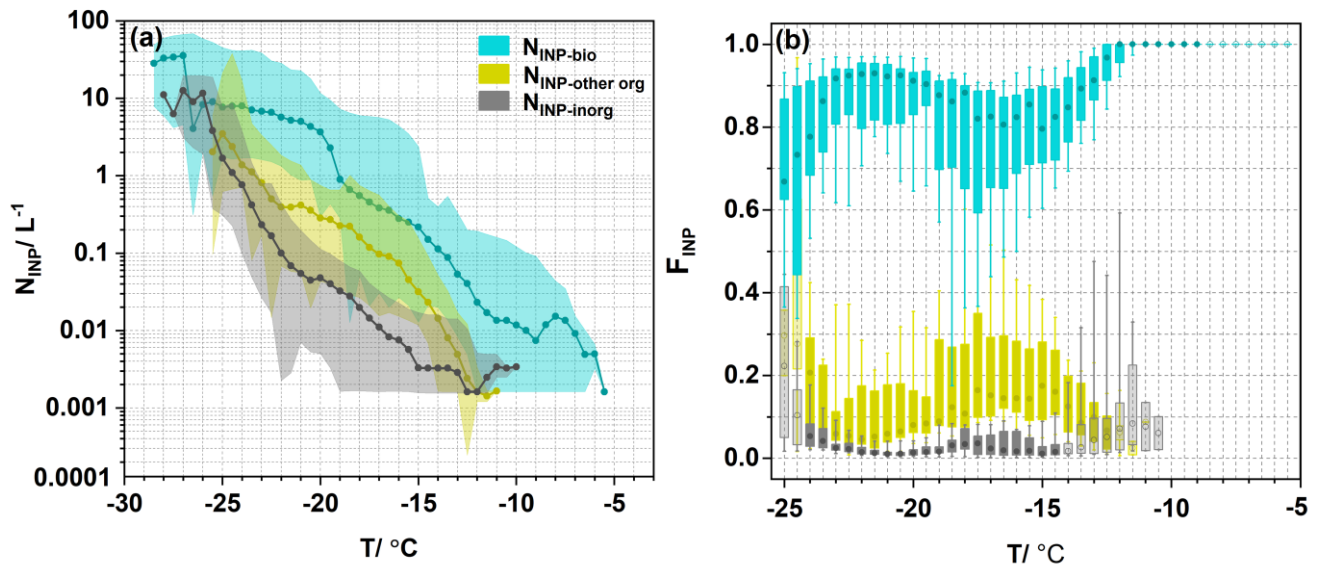 (a)
N_INP-bio
N_INP-other org
N_INP-inorg
100
10
1
0.1
0.01
0.001
0.0001
N_INP/ L⁻¹
-30
-25
-20
-15
-10
-5
T/ °C
(b)
1.0
0.8
0.6
0.4
0.2
0.0
F_INP
-25
-20
-15
-10
-5
T/ °C